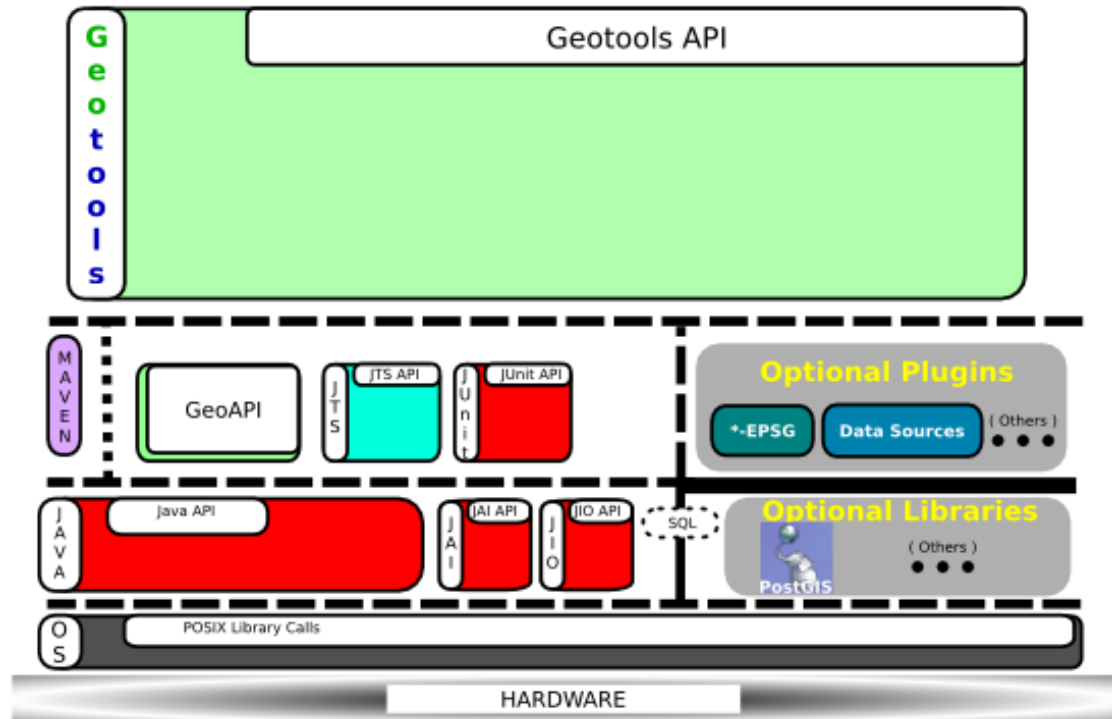 Geotools
Geotools API
MAVEN
GeoAPI
JTS
JTS API
JUnit
JUnit API
Optional Plugins
*-EPSG
Data Sources
( Others )
JAVA
Java API
JAI
JAI API
JIO
JIO API
SQL
Optional Libraries
PostGIS
( Others )
OS
POSIX Library Calls
HARDWARE